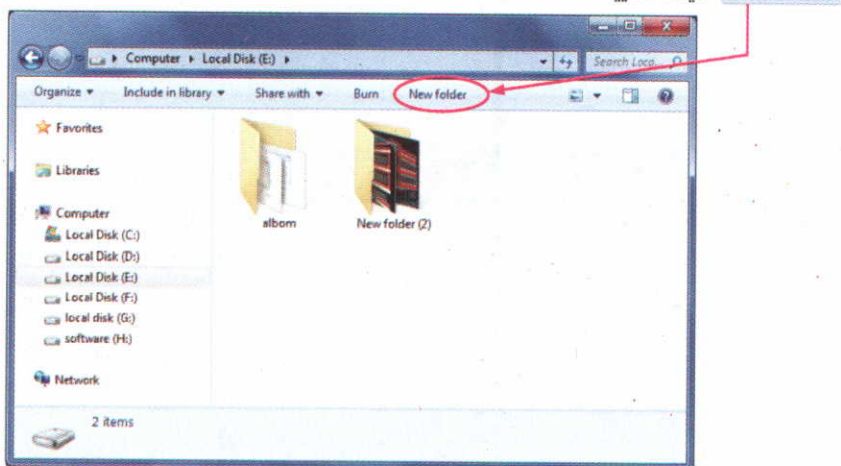 Computer ▸ Local Disk (E:) ▸
Search Loca...
Organize ▾ Include in library ▾ Share with ▾ Burn New folder
Favorites
Libraries
Computer
Local Disk (C:)
Local Disk (D:)
Local Disk (E:)
Local Disk (F:)
local disk (G:)
software (H:)
Network
albom
New folder (2)
2 items